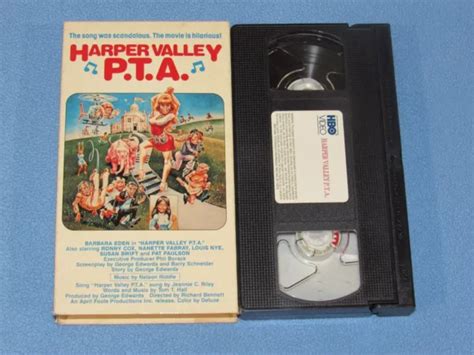 The song was scandalous. The movie is hilarious!
HARPER VALLEY
P.T.A.
BARBARA EDEN in "HARPER VALLEY P.T.A."
Also starring RONNY COX, NANETTE FABRAY, LOUIS NYE,
SUSAN SWIFT and PAT PAULSEN
Executive Producer Phil Borack
Screenplay by George Edwards and Barry Schneider
Story by George Edwards
Music by Nelson Riddle
Song "Harper Valley P.T.A." sung by Jeannie C. Riley
Words and Music by Tom T. Hall
Produced by George Edwards Directed by Richard Bennett
An April Fools Productions Inc. release, Color by Deluxe
HBO
VIDEO
HARPER VALLEY P.T.A.